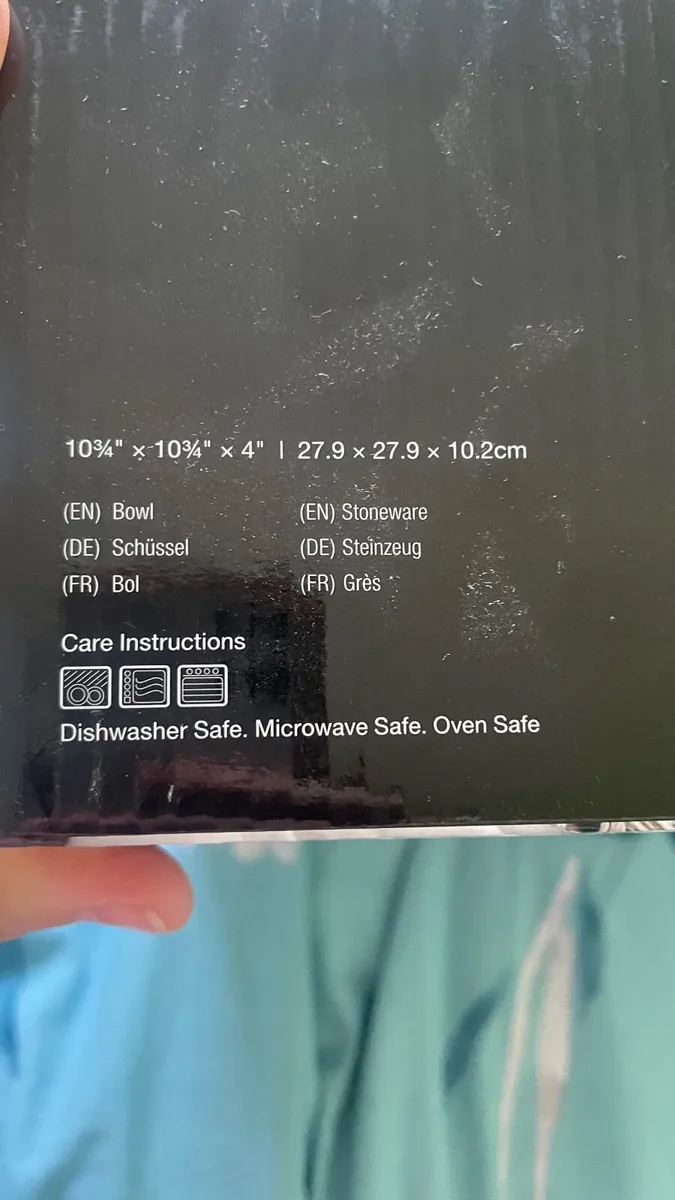 10¾" × 10¾" × 4" | 27.9 × 27.9 × 10.2cm
(EN) Bowl (EN) Stoneware
(DE) Schüssel (DE) Steinzeug
(FR) Bol (FR) Grès
Care Instructions
Dishwasher Safe. Microwave Safe. Oven Safe